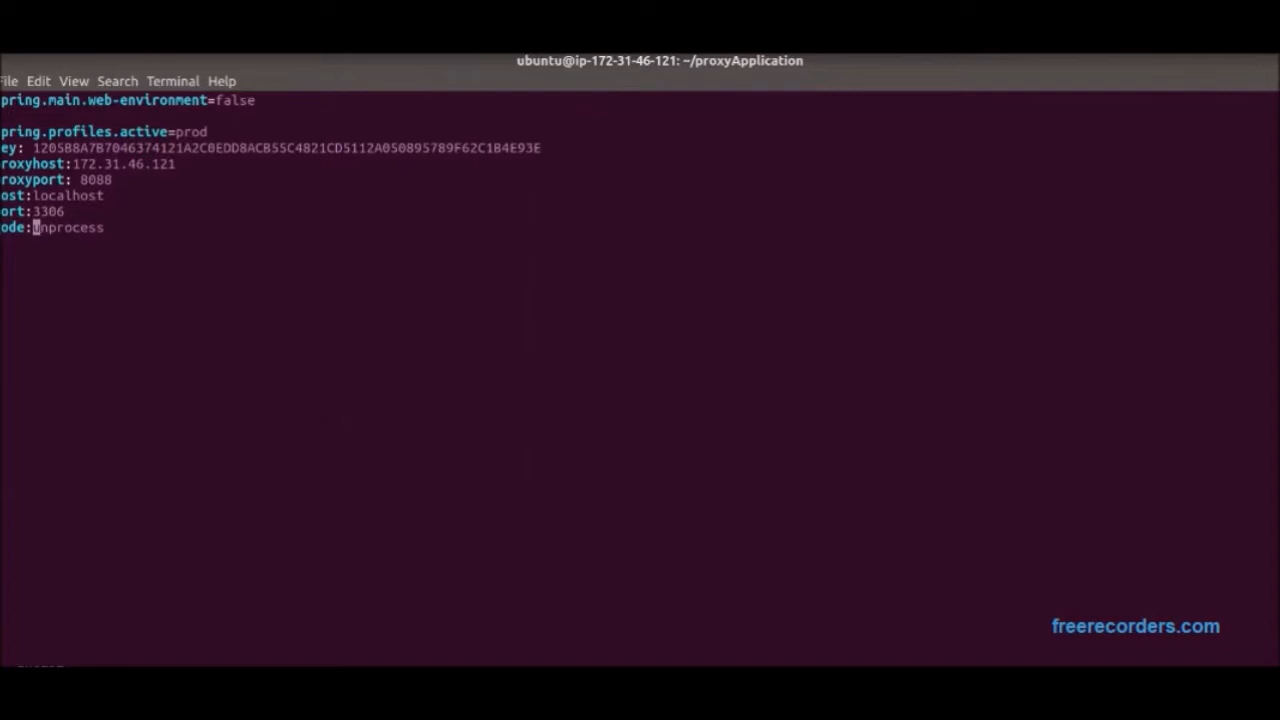 ubuntu@ip-172-31-46-121: ~/proxyApplication
File Edit View Search Terminal Help
pring.main.web-environment=false
pring.profiles.active=prod
ey: 1205B8A7B7046374121A2C0EDD8ACB55C4821CD5112A050895789F62C1B4E93E
roxyhost:172.31.46.121
roxyport: 8088
ost:localhost
ort:3306
ode:unprocess
freerecorders.com